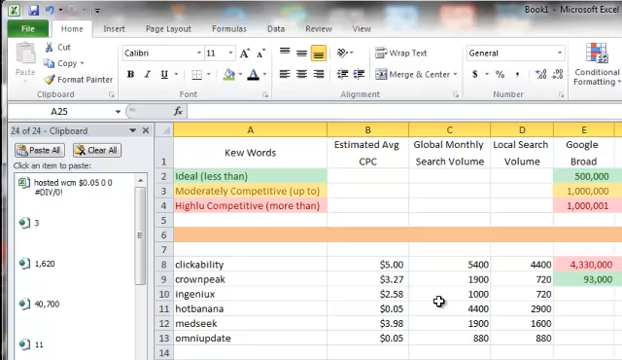 Book1 - Microsoft Excel
File Home Insert Page Layout Formulas Data Review View
Cut
Copy
Paste
Format Painter
Clipboard
Calibri 11
B I U
Font
Wrap Text
Merge & Center
Alignment
General
$ % ,
Number
Conditional
Formatting
A25 fx
24 of 24 - Clipboard
Paste All Clear All
Click an item to paste:
hosted wcm $0.05 0 0
#DIV/0!
3
1,620
40,700
11
A B C D E
1 Kew Words Estimated Avg CPC Global Monthly Search Volume Local Search Volume Google Broad
2 Ideal (less than) 500,000
3 Moderately Competitive (up to) 1,000,000
4 Highlu Competitive (more than) 1,000,001
5
6
7
8 clickability $5.00 5400 4400 4,330,000
9 crownpeak $3.27 1900 720 93,000
10 ingeniux $2.58 1000 720
11 hotbanana $0.05 4400 2900
12 medseek $3.98 1900 1600
13 omniupdate $0.05 880 880
14